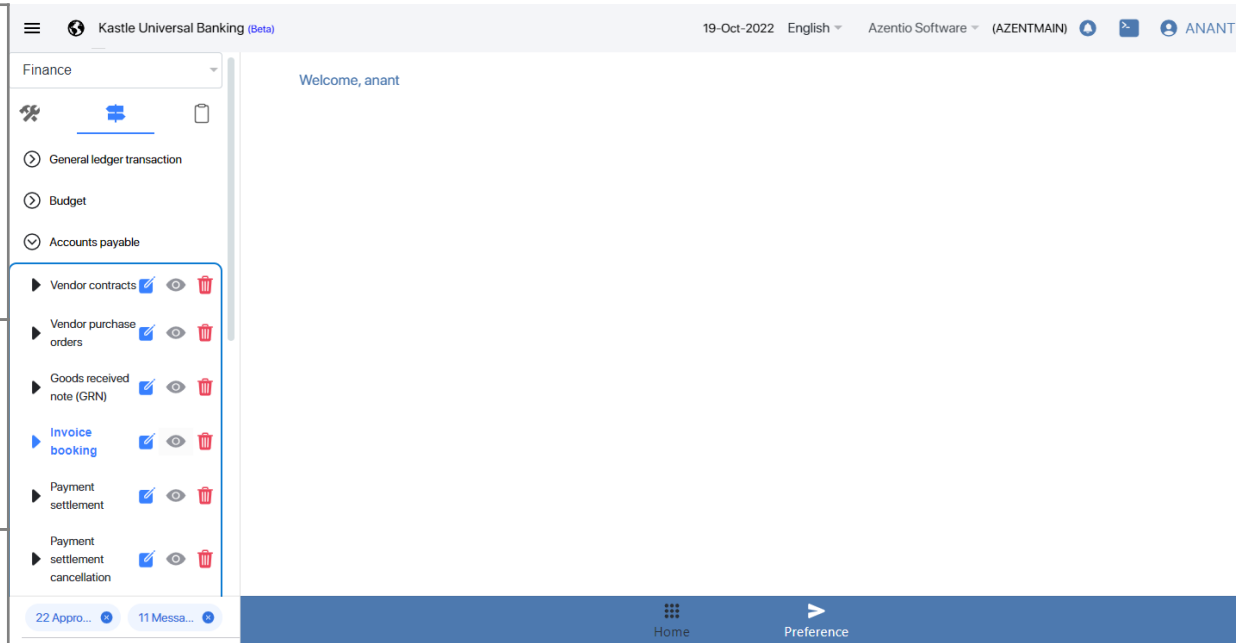 Kastle Universal Banking (Beta)
19-Oct-2022 English Azentio Software (AZENTMAIN) ANANT
Finance
Welcome, anant
General ledger transaction
Budget
Accounts payable
Vendor contracts
Vendor purchase
orders
Goods received
note (GRN)
Invoice
booking
Payment
settlement
Payment
settlement
cancellation
22 Appro... 11 Messa...
Home Preference